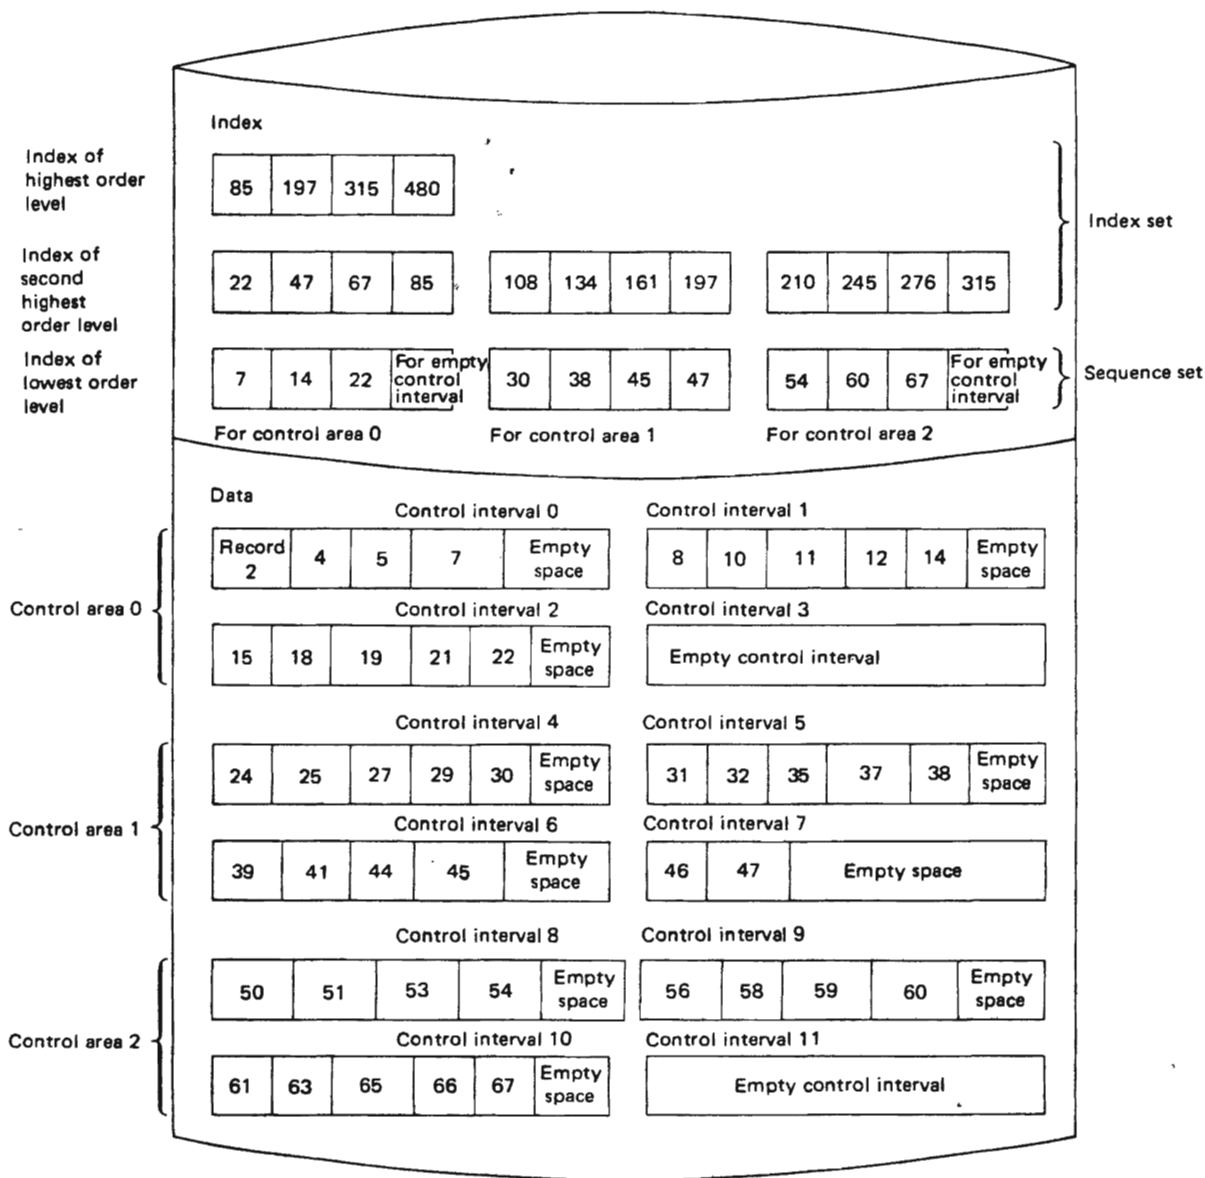 Index
Index of
highest order
level
85 197 315 480
Index set
Index of
second
highest
order level
22 47 67 85
108 134 161 197
210 245 276 315
Index of
lowest order
level
7 14 22 For empty
control
interval
30 38 45 47
54 60 67 For empty
control
interval
Sequence set
For control area 0
For control area 1
For control area 2
Data
Control area 0
Control interval 0
Record
2 4 5 7 Empty
space
Control interval 1
8 10 11 12 14 Empty
space
Control interval 2
15 18 19 21 22 Empty
space
Control interval 3
Empty control interval
Control area 1
Control interval 4
24 25 27 29 30 Empty
space
Control interval 5
31 32 35 37 38 Empty
space
Control interval 6
39 41 44 45 Empty
space
Control interval 7
46 47 Empty space
Control area 2
Control interval 8
50 51 53 54 Empty
space
Control interval 9
56 58 59 60 Empty
space
Control interval 10
61 63 65 66 67 Empty
space
Control interval 11
Empty control interval